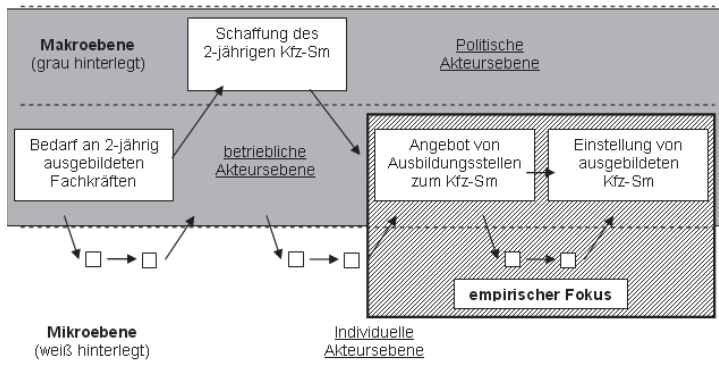 Schaffung des
2-jährigen Kfz-Sm
Makroebene
(grau hinterlegt)
Politische
Akteursebene
Bedarf an 2-jährig
ausgebildeten
Fachkräften
betriebliche
Akteursebene
Angebot von
Ausbildungsstellen
zum Kfz-Sm
Einstellung von
ausgebildeten
Kfz-Sm
empirischer Fokus
Mikroebene
(weiß hinterlegt)
Individuelle
Akteursebene